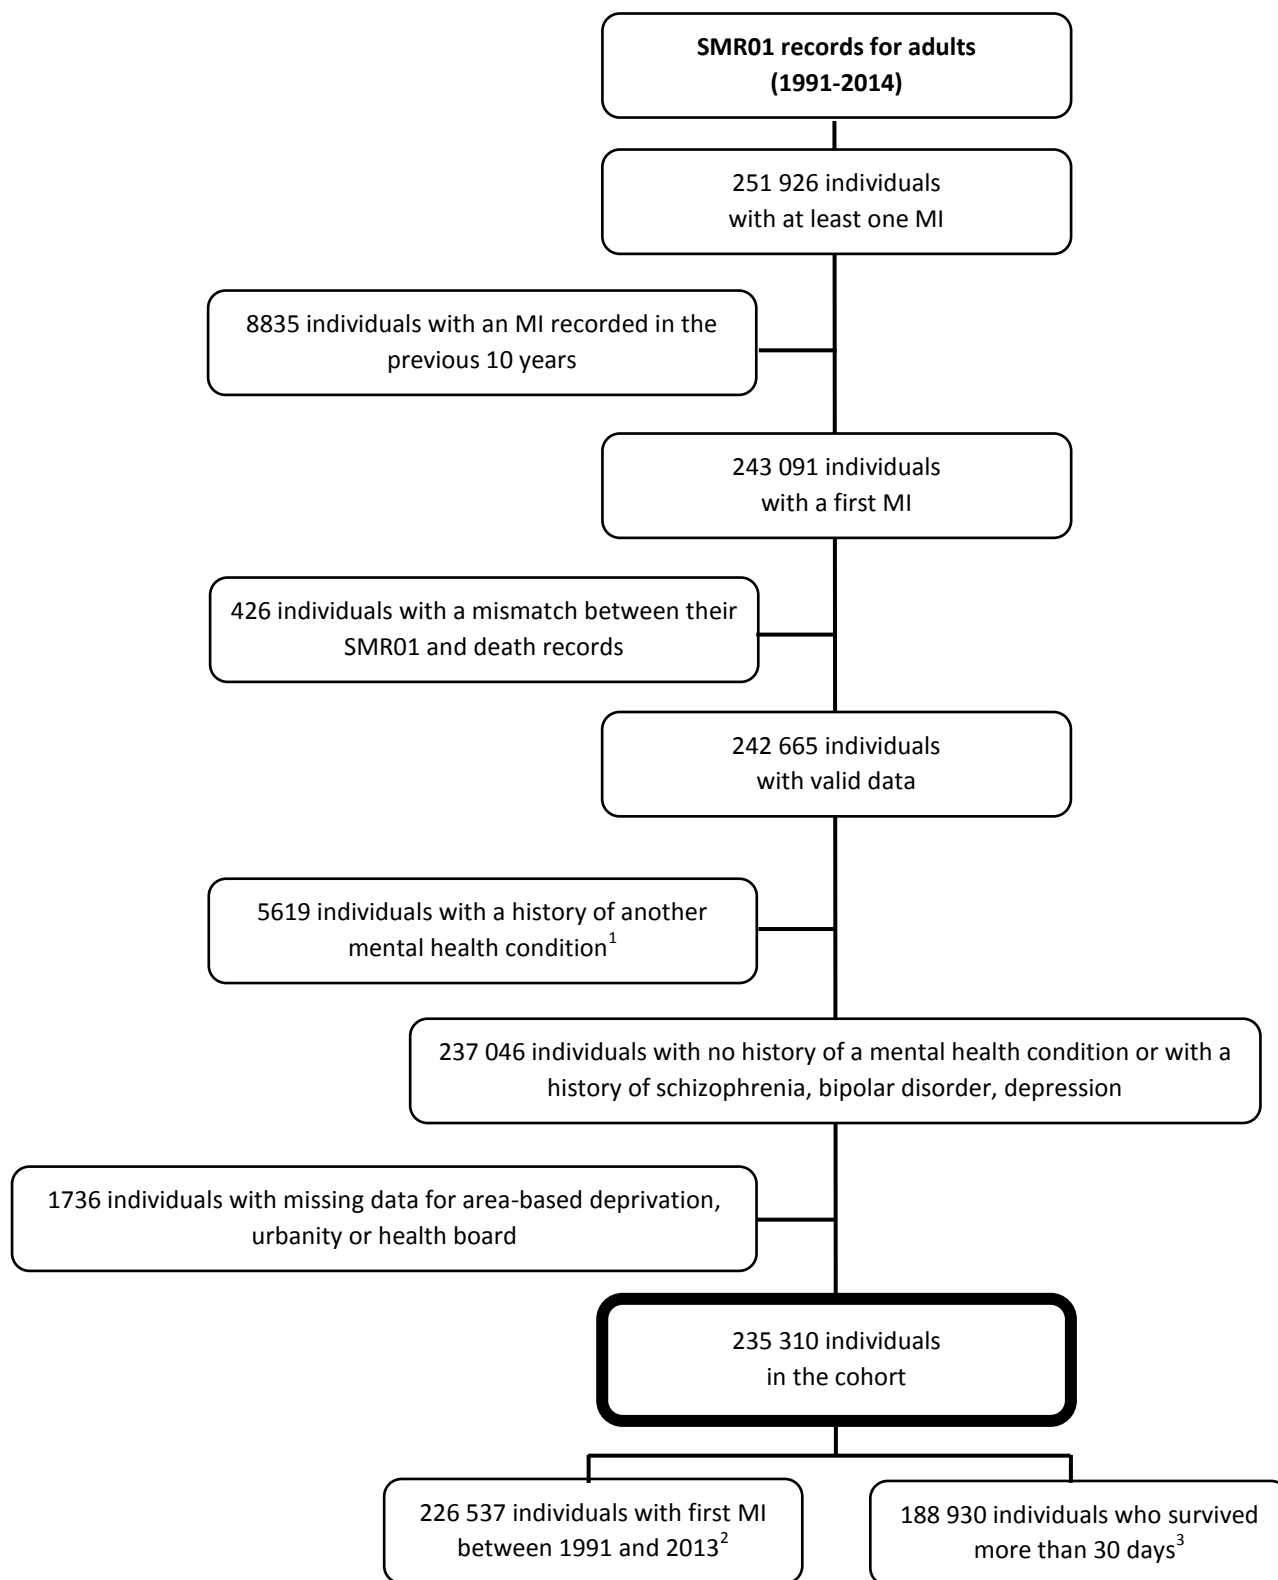 SMR01 records for adults
(1991-2014)
251 926 individuals
with at least one MI
8835 individuals with an MI recorded in the
previous 10 years
243 091 individuals
with a first MI
426 individuals with a mismatch between their
SMR01 and death records
242 665 individuals
with valid data
5619 individuals with a history of another
mental health condition¹
237 046 individuals with no history of a mental health condition or with a
history of schizophrenia, bipolar disorder, depression
1736 individuals with missing data for area-based deprivation,
urbanity or health board
235 310 individuals
in the cohort
226 537 individuals with first MI
between 1991 and 2013²
188 930 individuals who survived
more than 30 days³